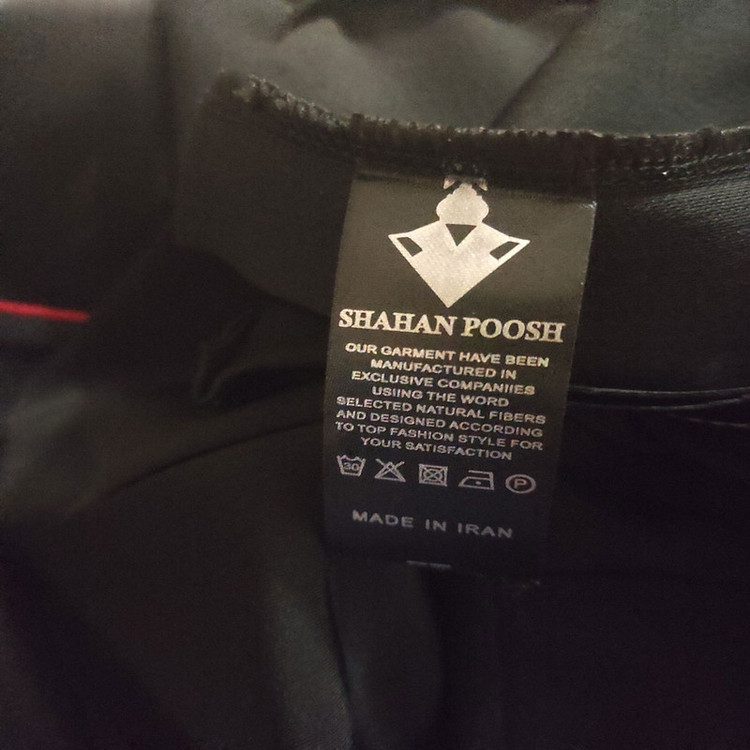 SHAHAN POOSH
OUR GARMENT HAVE BEEN
MANUFACTURED IN
EXCLUSIVE COMPANIIES
USIING THE WORD
SELECTED NATURAL FIBERS
AND DESIGNED ACCORDING
TO TOP FASHION STYLE FOR
YOUR SATISFACTION
30 P
MADE IN IRAN